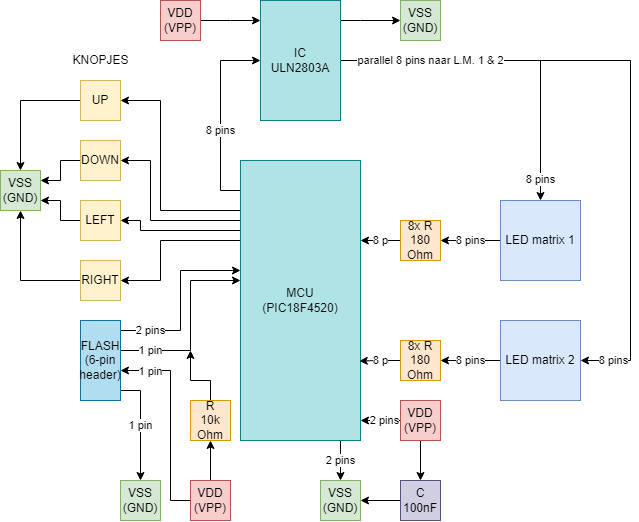 VDD
(VPP)
IC
ULN2803A
VSS
(GND)
parallel 8 pins naar L.M. 1 & 2
KNOPJES
UP
8 pins
DOWN
VSS
(GND)
8 pins
LEFT
8x R
180
Ohm
8 p
8 pins
LED matrix 1
RIGHT
MCU
(PIC18F4520)
FLASH
(6-pin
header)
2 pins
1 pin
1 pin
8x R
180
Ohm
8 p
8 pins
LED matrix 2
8 pins
R
10k
Ohm
1 pin
2 pins
VDD
(VPP)
2 pins
VSS
(GND)
VDD
(VPP)
VSS
(GND)
C
100nF